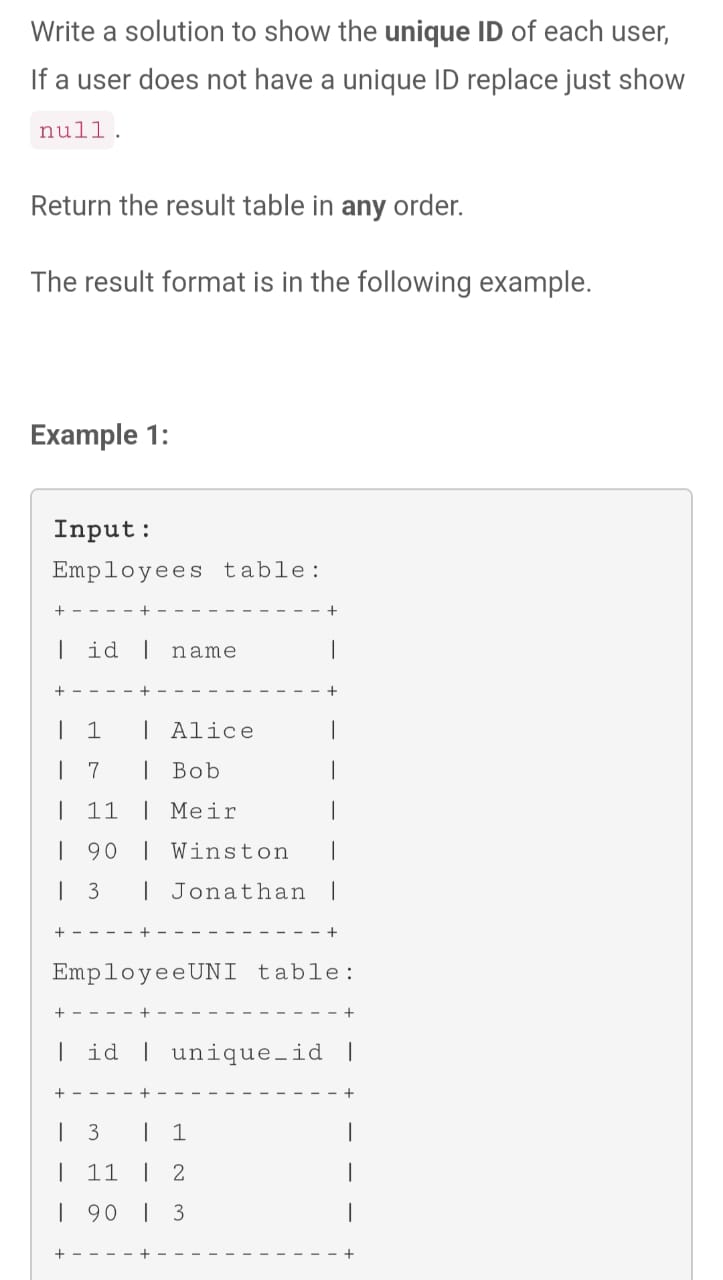 Write a solution to show the unique ID of each user,
If a user does not have a unique ID replace just show
null.
Return the result table in any order.
The result format is in the following example.
Example 1:
Input:
Employees table:
+----+----------+
| id | name     |
+----+----------+
| 1  | Alice    |
| 7  | Bob      |
| 11 | Meir     |
| 90 | Winston  |
| 3  | Jonathan |
+----+----------+
EmployeeUNI table:
+----+-----------+
| id | unique_id |
+----+-----------+
| 3  | 1         |
| 11 | 2         |
| 90 | 3         |
+----+-----------+